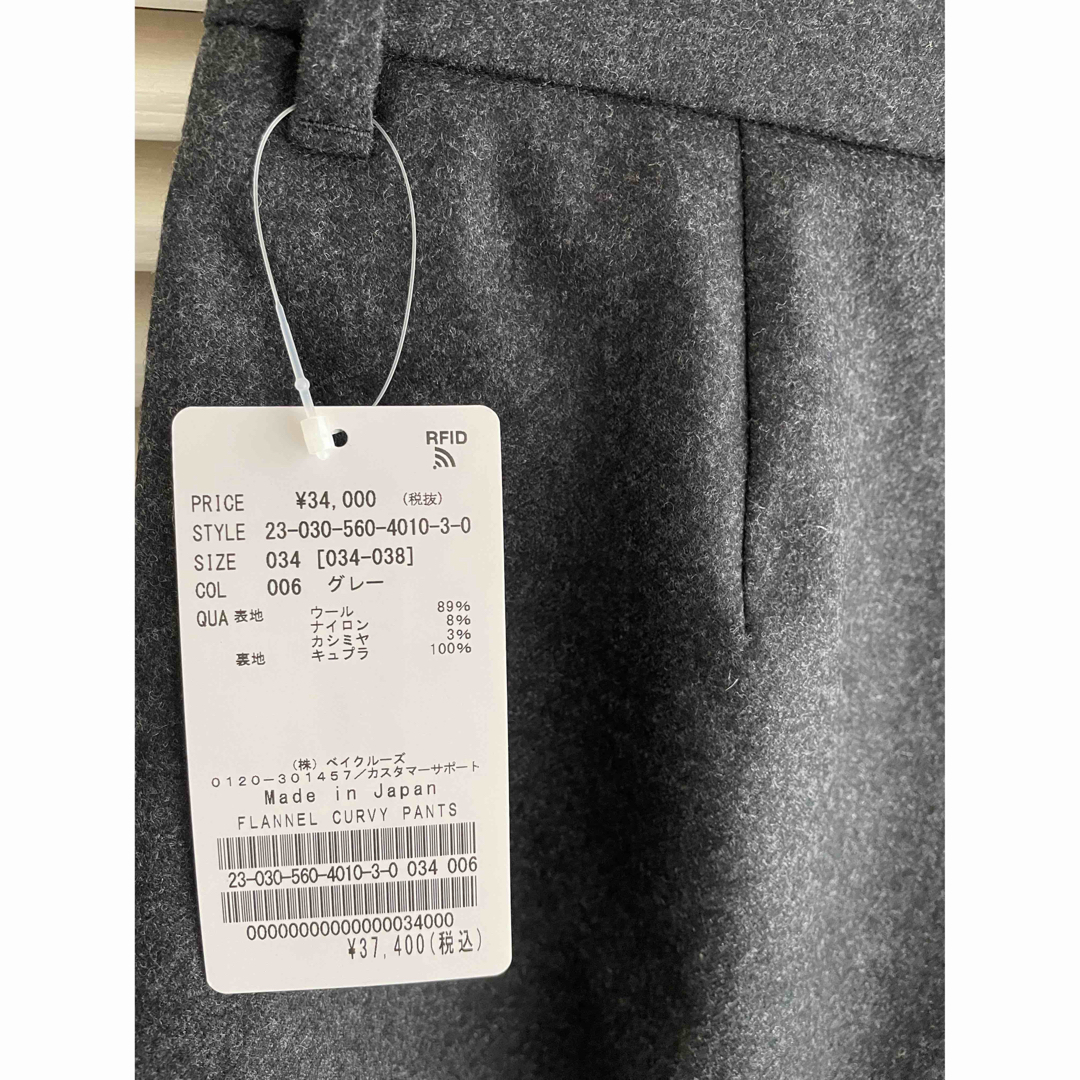 RFID
PRICE ¥34,000 (税抜)
STYLE 23-030-560-4010-3-0
SIZE 034 [034-038]
COL 006 グレー
QUA 表地 ウール 89%
ナイロン 8%
カシミヤ 3%
裏地 キュプラ 100%
(株) ベイクルーズ
0120-301457/カスタマーサポート
Made in Japan
FLANNEL CURVY PANTS
23-030-560-4010-3-0 034 006
00000000000000034000
¥37,400(税込)